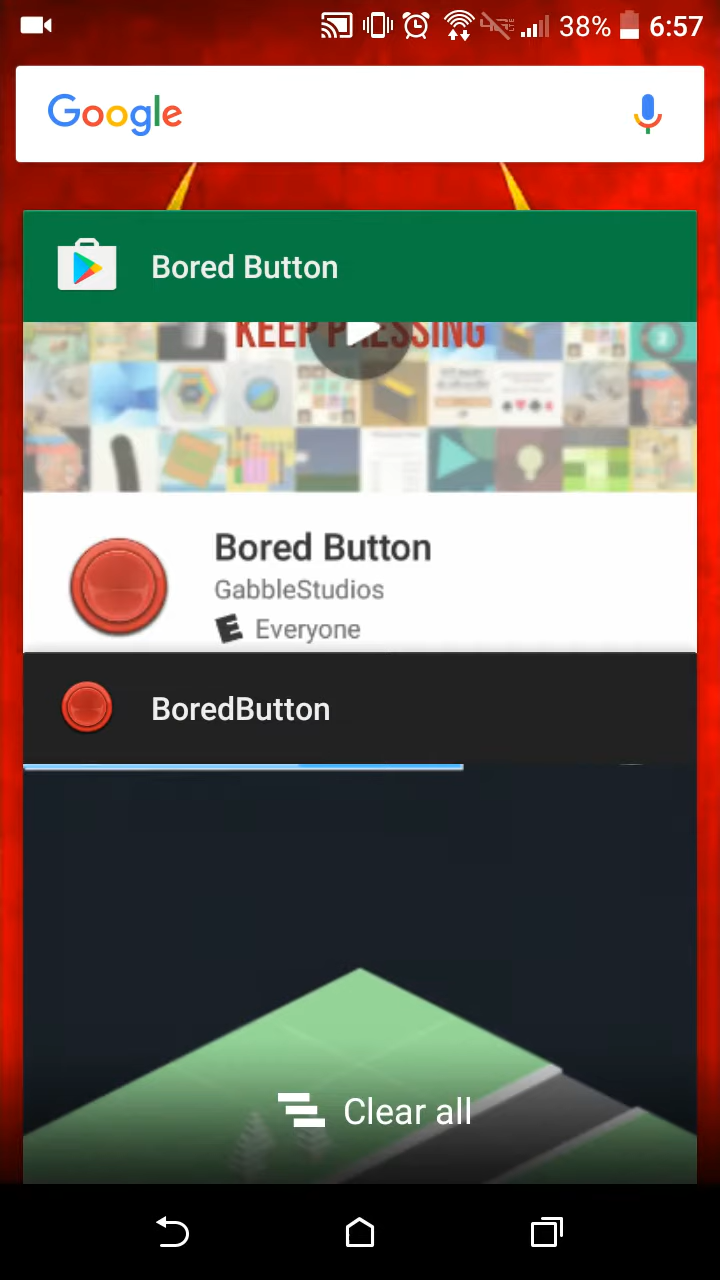 38% 6:57
Google
Bored Button
KEEP PRESSING
Bored Button
GabbleStudios
E Everyone
BoredButton
Clear all